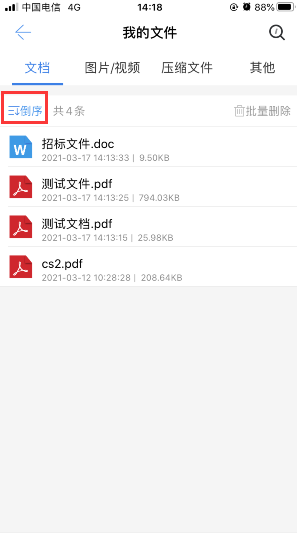 中国电信 4G 14:18 88%
我的文件
文档 图片/视频 压缩文件 其他
倒序 共4条 批量删除
W 招标文件.doc
2021-03-17 14:13:33 | 9.50KB
测试文件.pdf
2021-03-17 14:13:25 | 794.03KB
测试文档.pdf
2021-03-17 14:13:15 | 25.98KB
cs2.pdf
2021-03-12 10:28:28 | 208.64KB